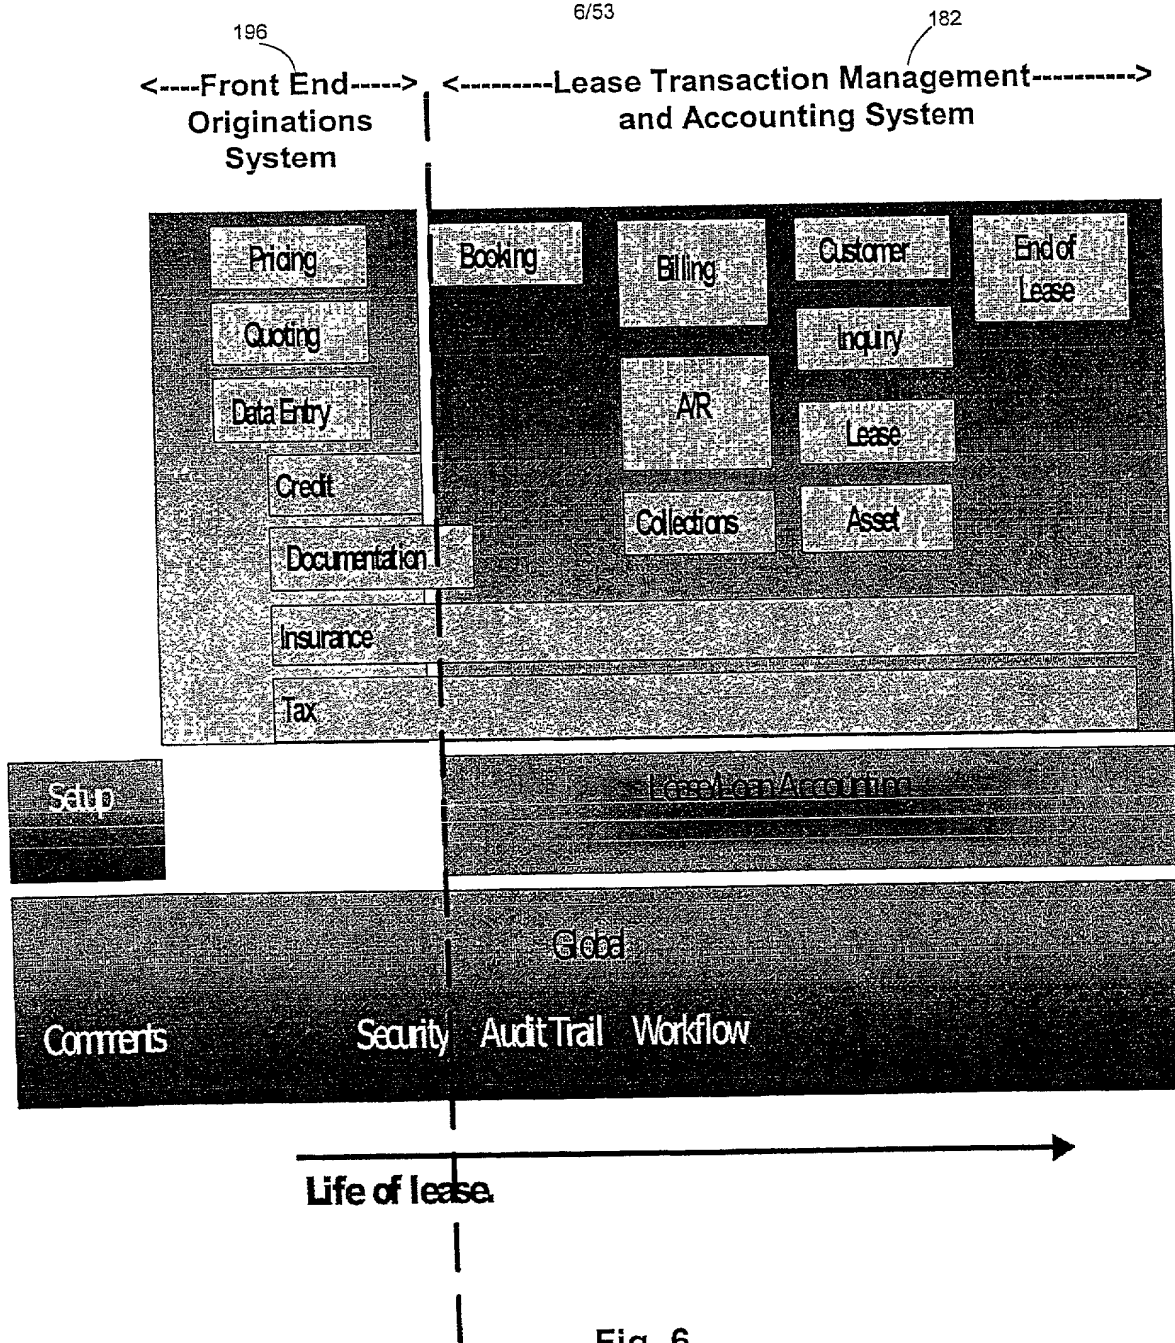 6/53
196
182
<----Front End----->
Originations
System
<---------Lease Transaction Management----------->
and Accounting System
Pricing
Quoting
Data Entry
Credit
Documentation
Insurance
Tax
Booking
Billing
A/R
Collections
Customer
Inquiry
Lease
Asset
End of
Lease
Setup
Lease/Loan Accounting
Global
Comments
Security
Audit Trail
Workflow
Life of lease.
Fig. 6